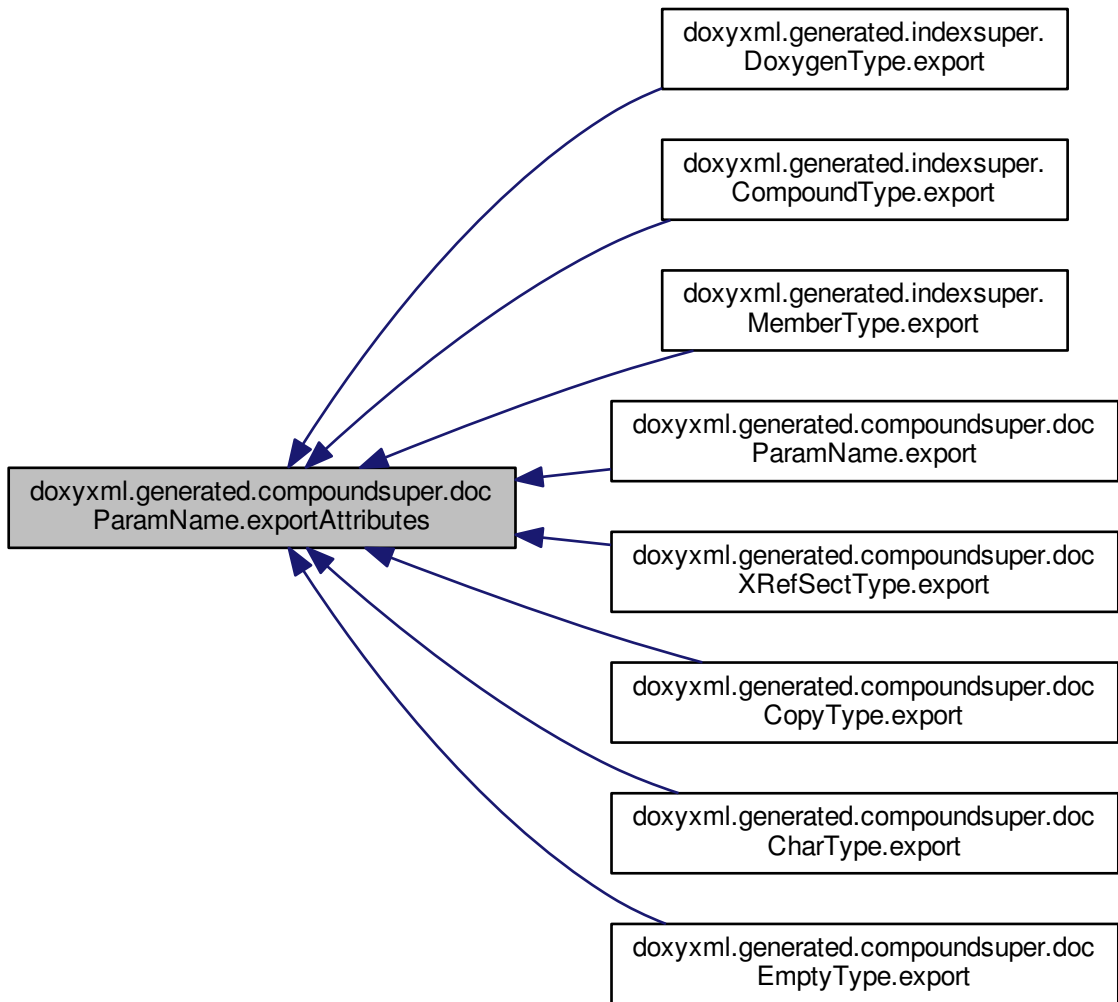 doxyxml.generated.indexsuper.
DoxygenType.export
doxyxml.generated.indexsuper.
CompoundType.export
doxyxml.generated.indexsuper.
MemberType.export
doxyxml.generated.compoundsuper.doc
ParamName.export
doxyxml.generated.compoundsuper.doc
ParamName.exportAttributes
doxyxml.generated.compoundsuper.doc
XRefSectType.export
doxyxml.generated.compoundsuper.doc
CopyType.export
doxyxml.generated.compoundsuper.doc
CharType.export
doxyxml.generated.compoundsuper.doc
EmptyType.export